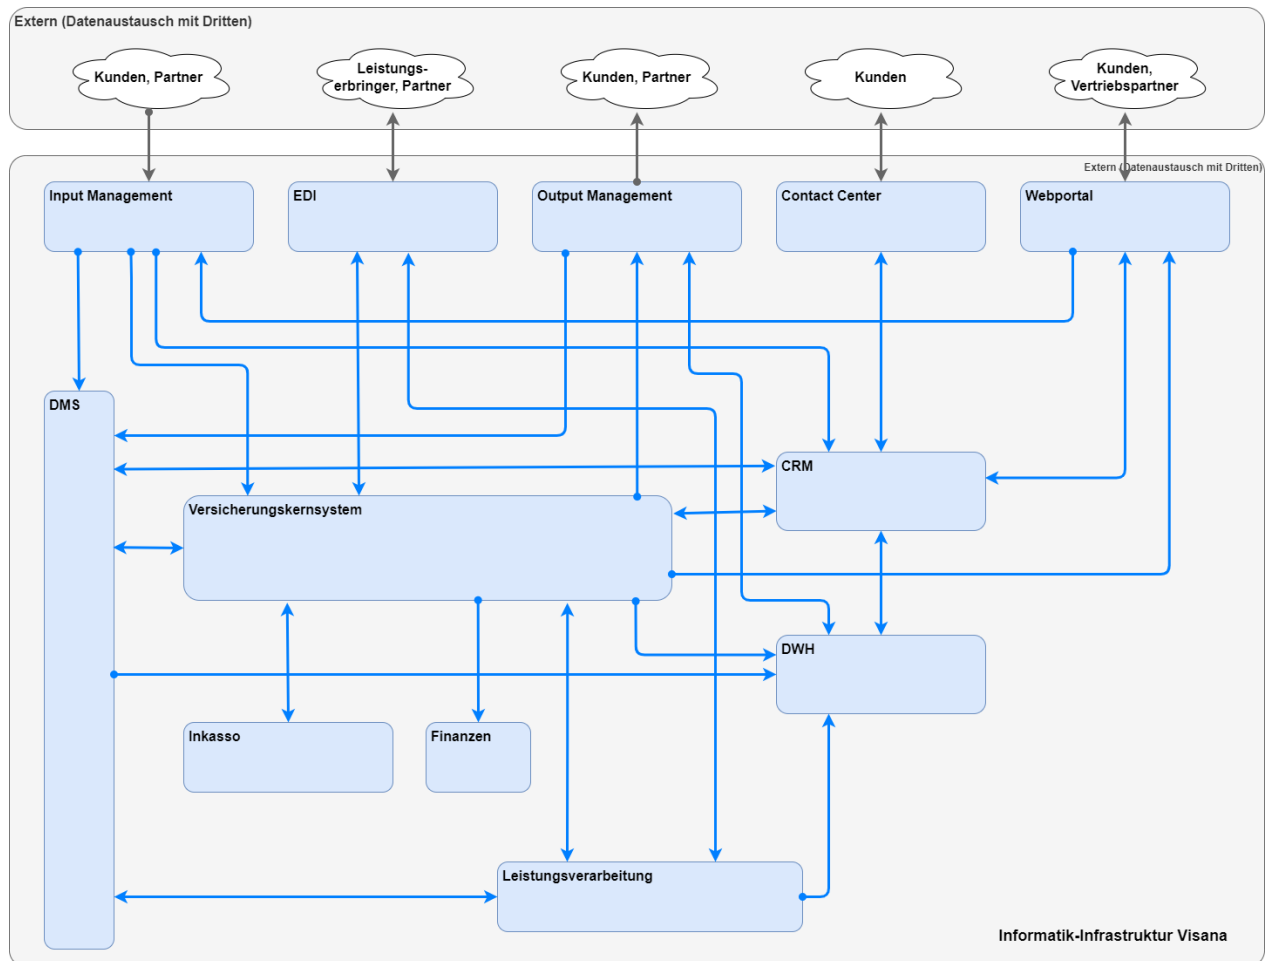 Extern (Datenaustausch mit Dritten)
Kunden, Partner
Leistungs-
erbringer, Partner
Kunden, Partner
Kunden
Kunden,
Vertriebspartner
Extern (Datenaustausch mit Dritten)
Input Management
EDI
Output Management
Contact Center
Webportal
DMS
CRM
Versicherungskernsystem
DWH
Inkasso
Finanzen
Leistungsverarbeitung
Informatik-Infrastruktur Visana